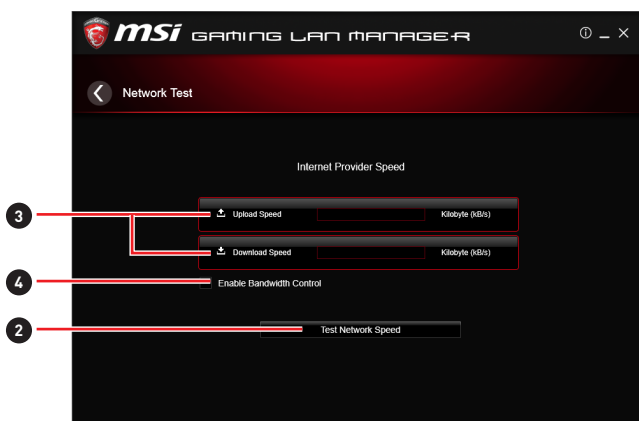 msi GAMING LAN MANAGER
Network Test
Internet Provider Speed
3
Upload Speed Kilobyte (kB/s)
Download Speed Kilobyte (kB/s)
4
Enable Bandwidth Control
2
Test Network Speed